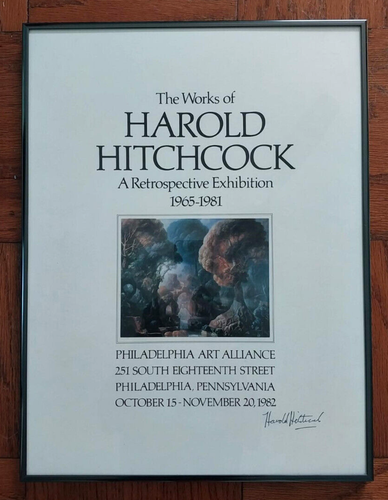 The Works of
HAROLD
HITCHCOCK
A Retrospective Exhibition
1965-1981
PHILADELPHIA ART ALLIANCE
251 SOUTH EIGHTEENTH STREET
PHILADELPHIA, PENNSYLVANIA
OCTOBER 15 - NOVEMBER 20, 1982
Harold Hitchcock